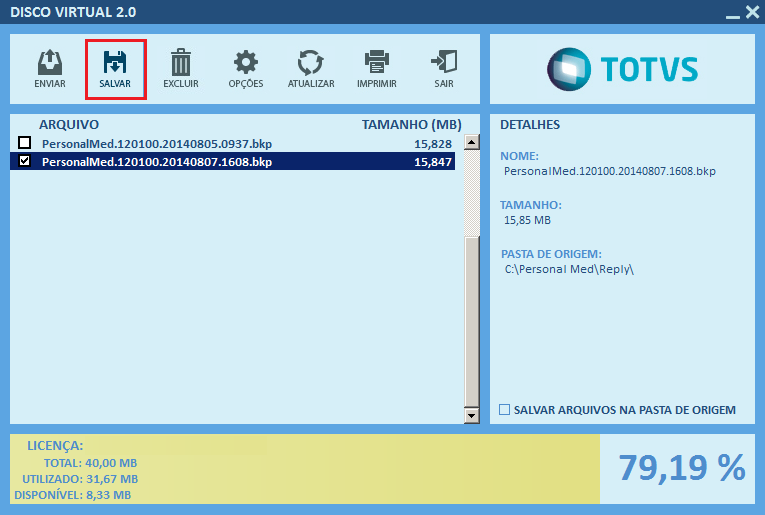 DISCO VIRTUAL 2.0
ENVIAR SALVAR EXCLUIR OPÇÕES ATUALIZAR IMPRIMIR SAIR
TOTVS
ARQUIVO TAMANHO (MB)
PersonalMed.120100.20140805.0937.bkp 15,828
PersonalMed.120100.20140807.1608.bkp 15,847
DETALHES
NOME:
PersonalMed.120100.20140807.1608.bkp
TAMANHO:
15,85 MB
PASTA DE ORIGEM:
C:\Personal Med\Reply\
SALVAR ARQUIVOS NA PASTA DE ORIGEM
LICENÇA:
TOTAL: 40,00 MB
UTILIZADO: 31,67 MB
DISPONÍVEL: 8,33 MB
79,19 %